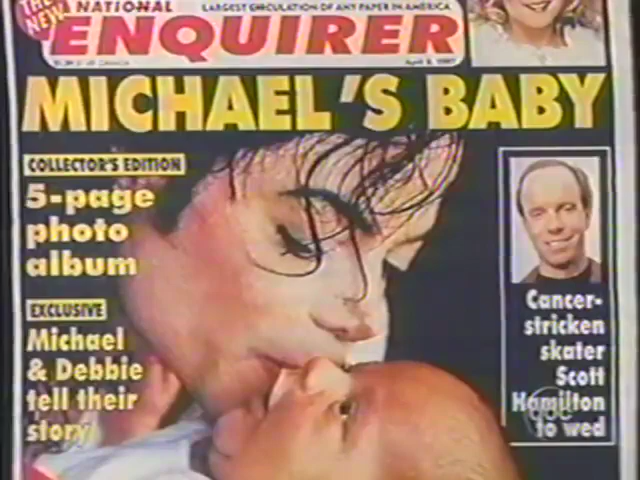 THE NEW
NATIONAL
LARGEST CIRCULATION OF ANY PAPER IN AMERICA
ENQUIRER
MICHAEL'S BABY
COLLECTOR'S EDITION
5-page
photo
album
EXCLUSIVE
Michael
& Debbie
tell their
story
Cancer-
stricken
skater
Scott
Hamilton
to wed
abc